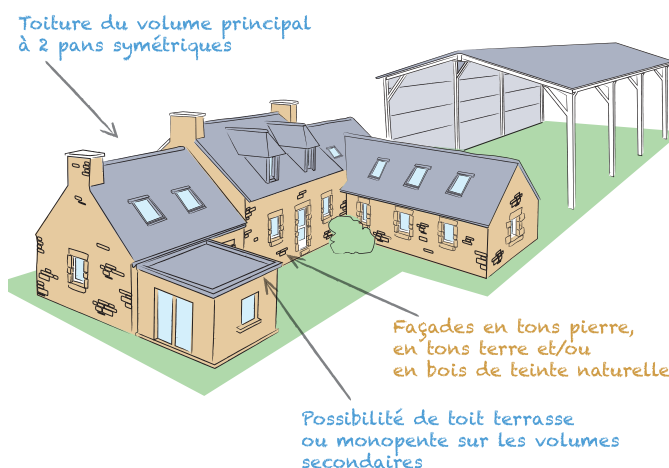 Toiture du volume principal
à 2 pans symétriques
Façades en tons pierre,
en tons terre et/ou
en bois de teinte naturelle
Possibilité de toit terrasse
ou monopente sur les volumes
secondaires